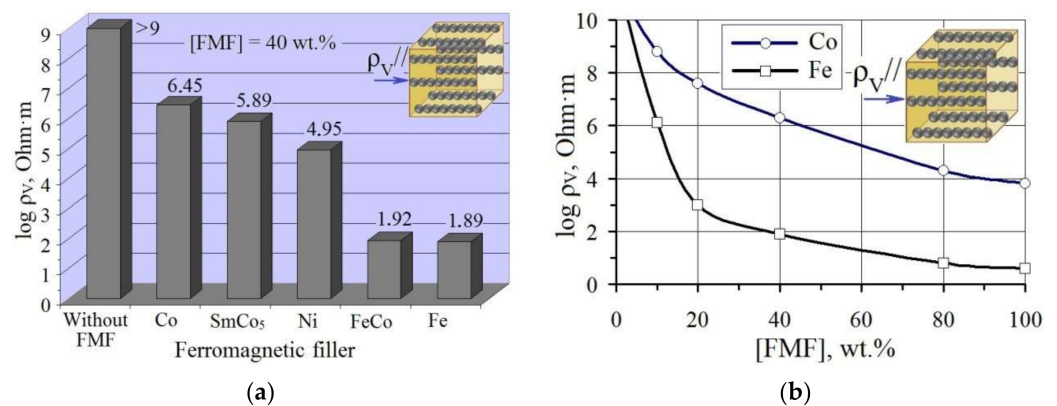 (a)
[FMF] = 40 wt.%
ρV//
>9
6.45
5.89
4.95
1.92
1.89
log ρV, Ohm·m
9
8
7
6
5
4
3
2
1
0
Without FMF
Co
SmCo5
Ni
FeCo
Fe
Ferromagnetic filler
(a)
(b)
Co
Fe
ρV//
log ρV, Ohm·m
10
8
6
4
2
0
0 20 40 60 80 100
[FMF], wt.%
(b)